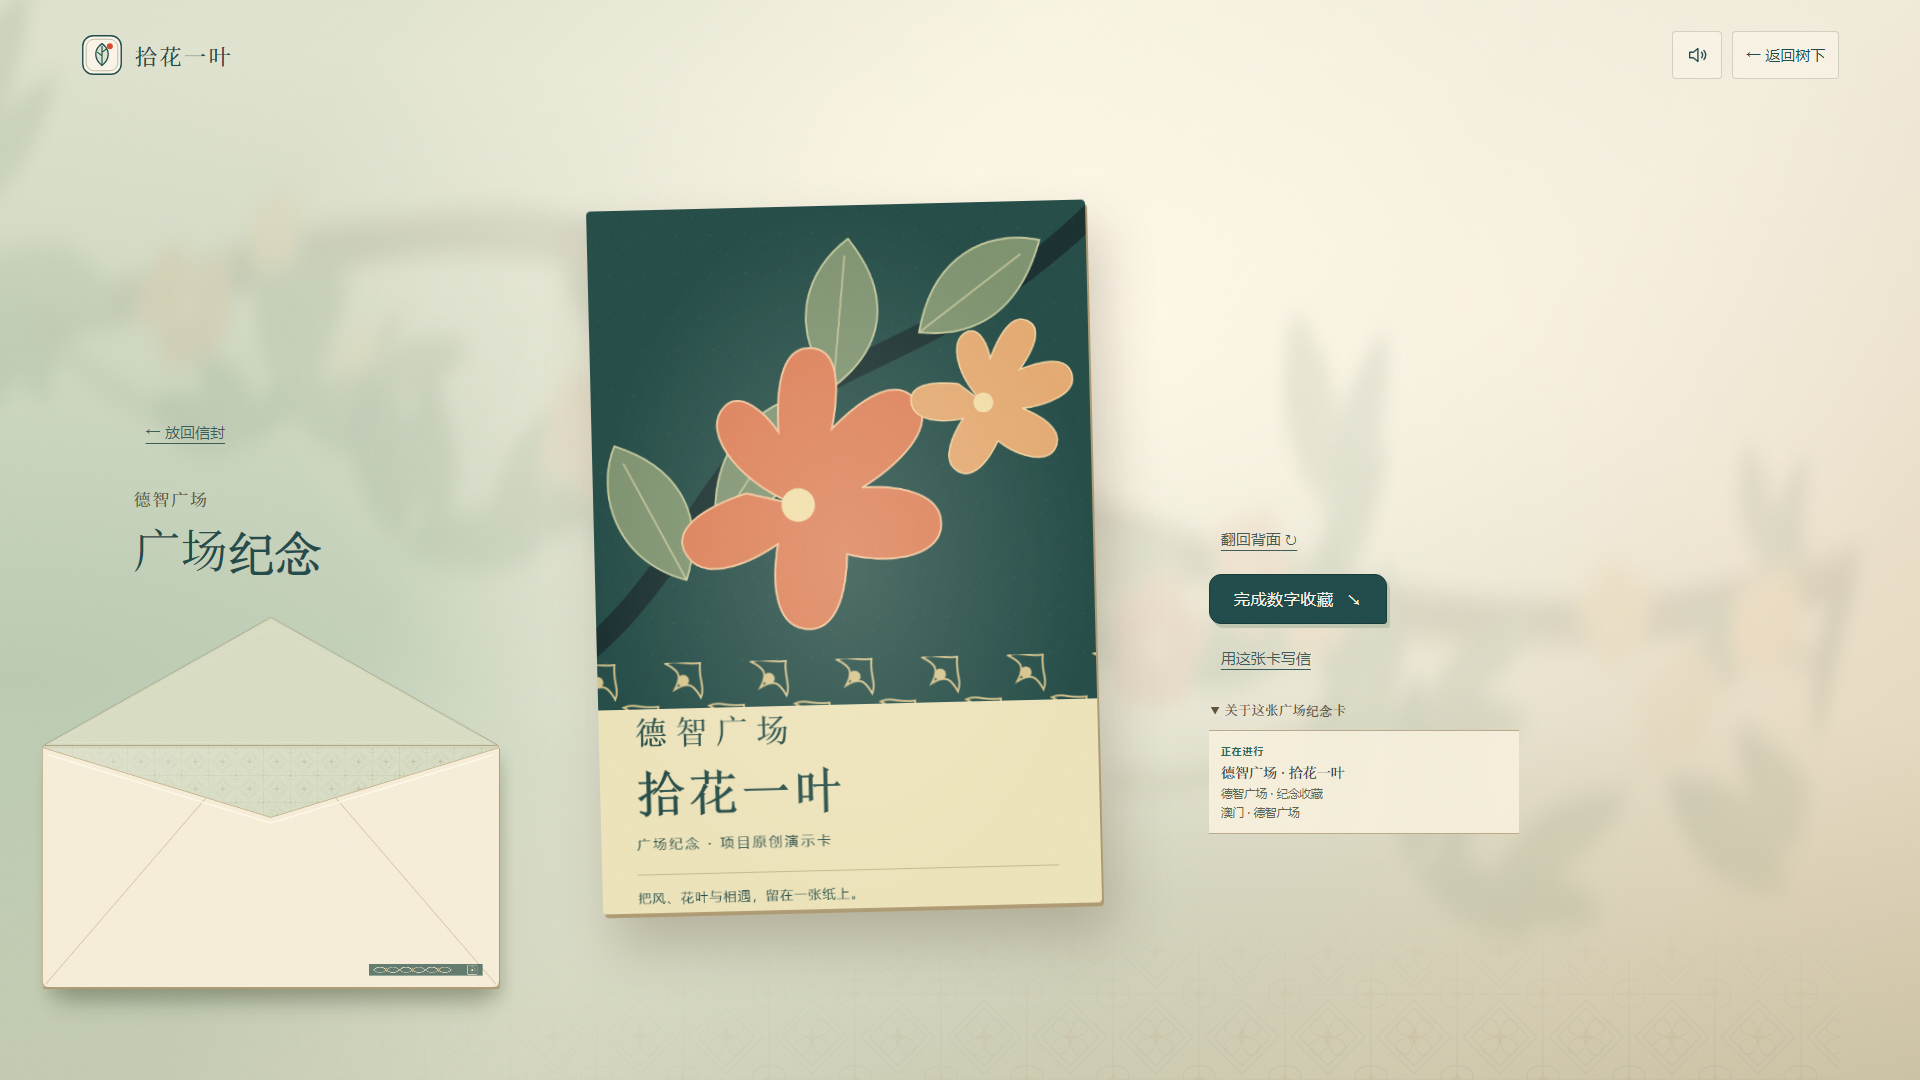 拾花一叶
← 返回树下
← 放回信封
德智广场
广场纪念
德智广场
拾花一叶
广场纪念 · 项目原创演示卡
把风、花叶与相遇，留在一张纸上。
翻回背面 ↻
完成数字收藏 ↘
用这张卡写信
▼ 关于这张广场纪念卡
正在进行
德智广场 · 拾花一叶
德智广场 · 纪念收藏
澳门 · 德智广场